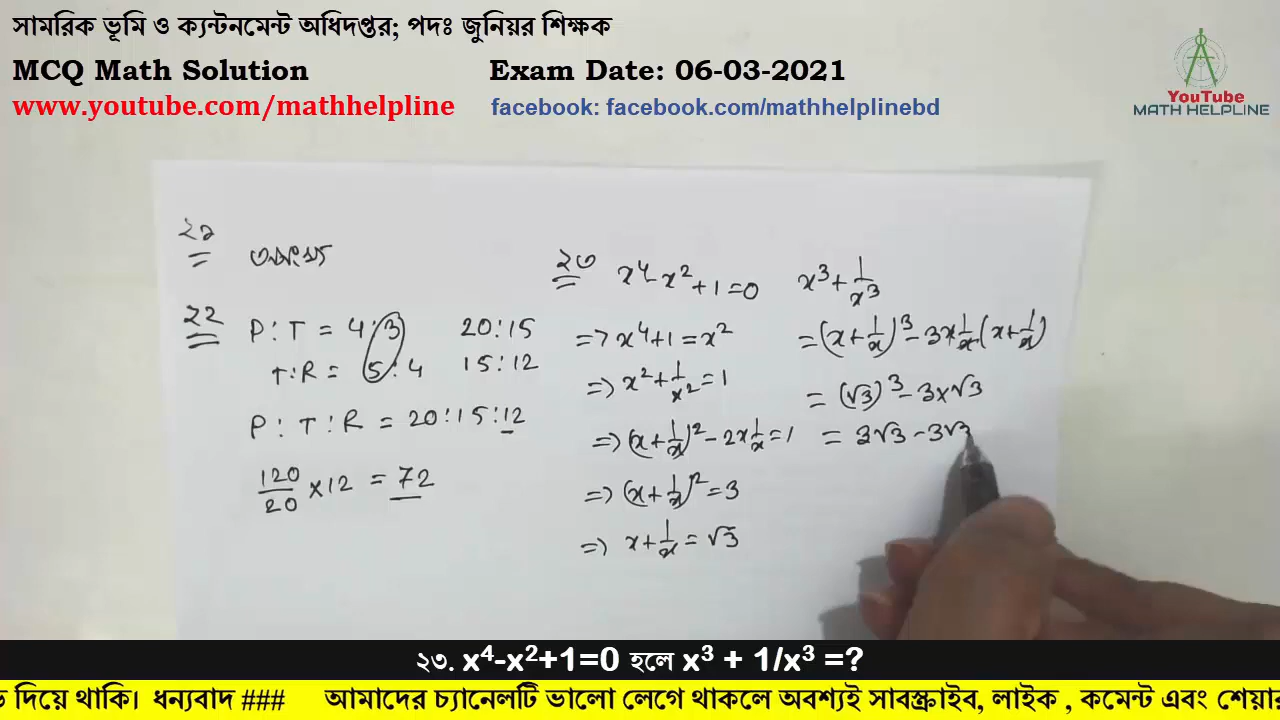 সামরিক ভূমি ও ক্যন্টনমেন্ট অধিদপ্তর; পদঃ জুনিয়র শিক্ষক
MCQ Math Solution Exam Date: 06-03-2021
www.youtube.com/mathhelpline facebook: facebook.com/mathhelplinebd
YouTube
MATH HELPLINE
২১ অসংখ্য
২২ P:T = 4:3 20:15
T:R = 5:4 15:12
P:T:R = 20:15:12
120/20 × 12 = 72
২৩ x⁴-x²+1=0
=> x⁴+1=x²
=> x²+1/x²=1
=> (x+1/x)²-2x1/x=1
=> (x+1/x)²=3
=> x+1/x=√3
x³+1/x³
=(x+1/x)³-3x1/x(x+1/x)
= (√3)³-3×√3
= 3√3-3√3
২৩. x⁴-x²+1=0 হলে x³ + 1/x³ =?
দিয়ে থাকি। ধন্যবাদ ### আমাদের চ্যানেলটি ভালো লেগে থাকলে অবশ্যই সাবস্ক্রাইব, লাইক , কমেন্ট এবং শেয়ার